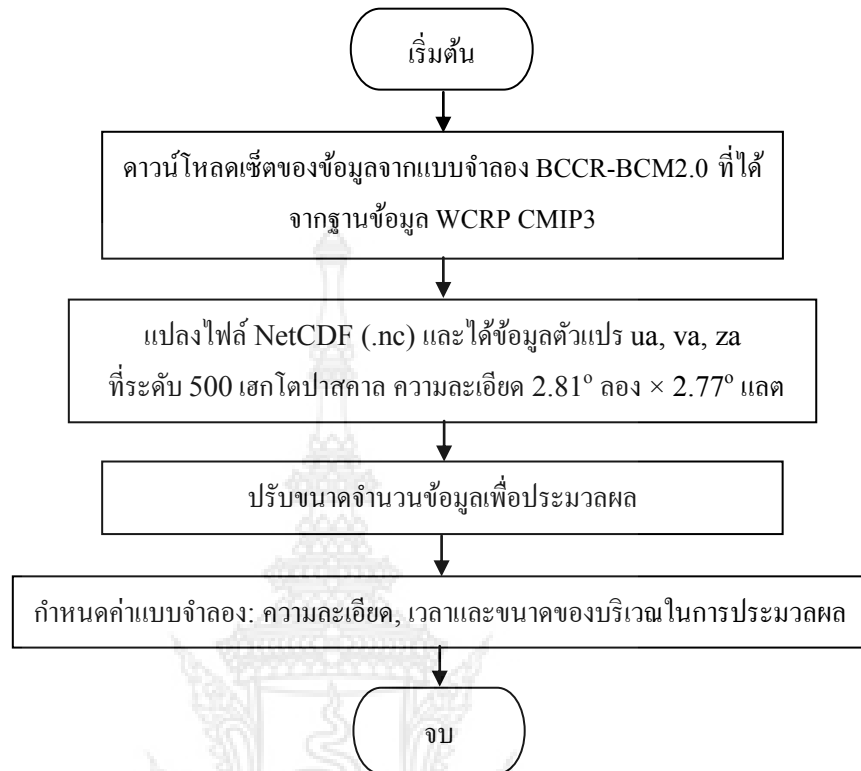 เริ่มต้น
ดาวน์โหลดเซ็ตของข้อมูลจากแบบจำลอง BCCR-BCM2.0 ที่ได้
จากฐานข้อมูล WCRP CMIP3
แปลงไฟล์ NetCDF (.nc) และได้ข้อมูลตัวแปร ua, va, za
ที่ระดับ 500 เฮกโตปาสคาล ความละเอียด 2.81° ลอง × 2.77° แลต
ปรับขนาดจำนวนข้อมูลเพื่อประมวลผล
กำหนดค่าแบบจำลอง: ความละเอียด, เวลาและขนาดของบริเวณในการประมวลผล
จบ